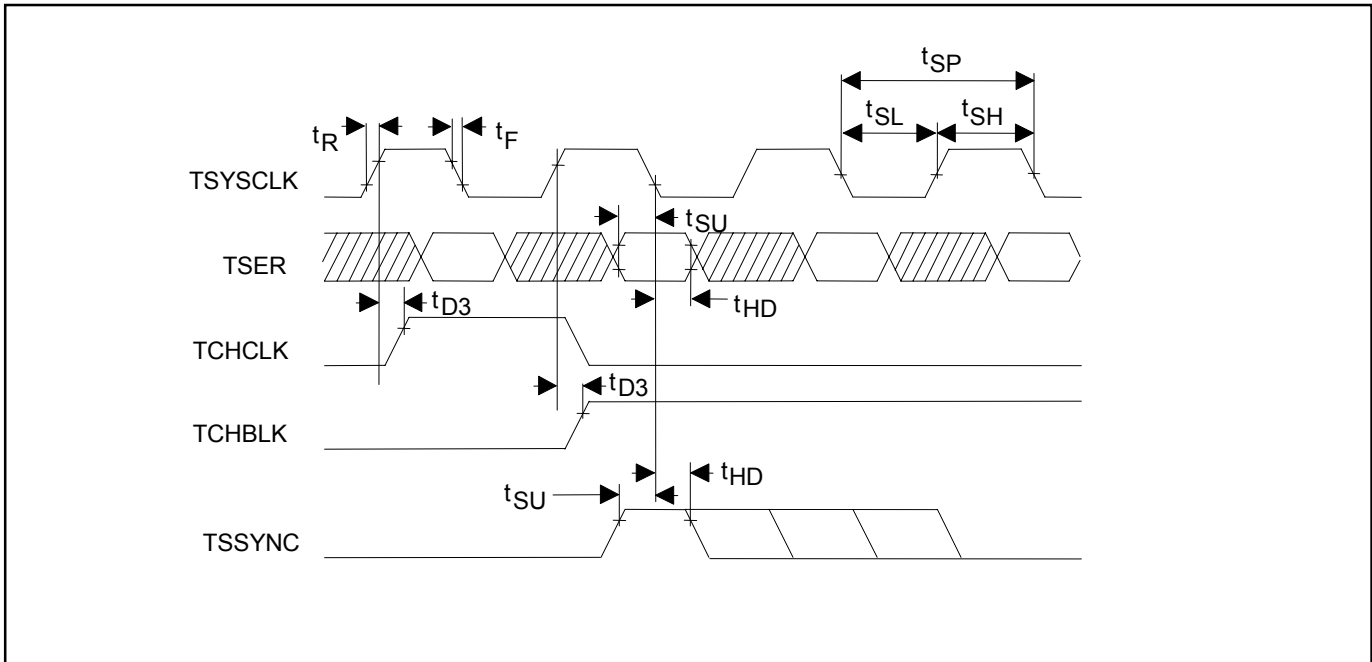 tSP
tSL tSH
tR tF
TSYSCLK
tSU
TSER
tD3 tHD
TCHCLK
tD3
TCHBLK
tHD
tSU
TSSYNC